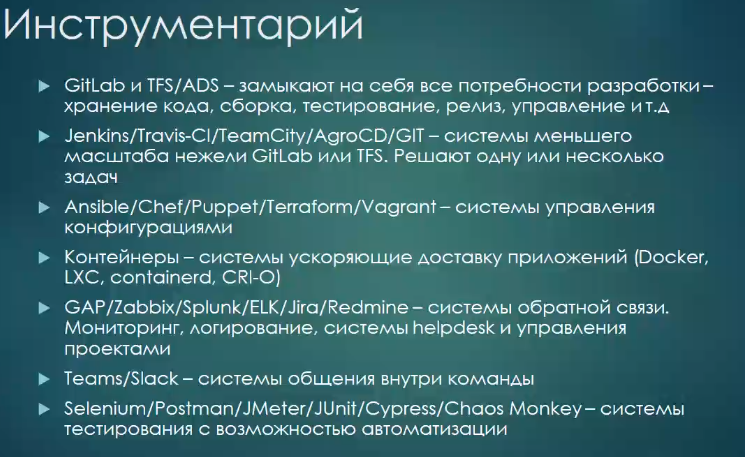 Инструментарий
GitLab и TFS/ADS – замыкают на себя все потребности разработки –
хранение кода, сборка, тестирование, релиз, управление и т.д
Jenkins/Travis-CI/TeamCity/AgroCD/GIT – системы меньшего
масштаба нежели GitLab или TFS. Решают одну или несколько
задач
Ansible/Chef/Puppet/Terraform/Vagrant – системы управления
конфигурациями
Контейнеры – системы ускоряющие доставку приложений (Docker,
LXC, containerd, CRI-O)
GAP/Zabbix/Splunk/ELK/Jira/Redmine – системы обратной связи.
Мониторинг, логирование, системы helpdesk и управления
проектами
Teams/Slack – системы общения внутри команды
Selenium/Postman/JMeter/JUnit/Cypress/Chaos Monkey – системы
тестирования с возможностью автоматизации